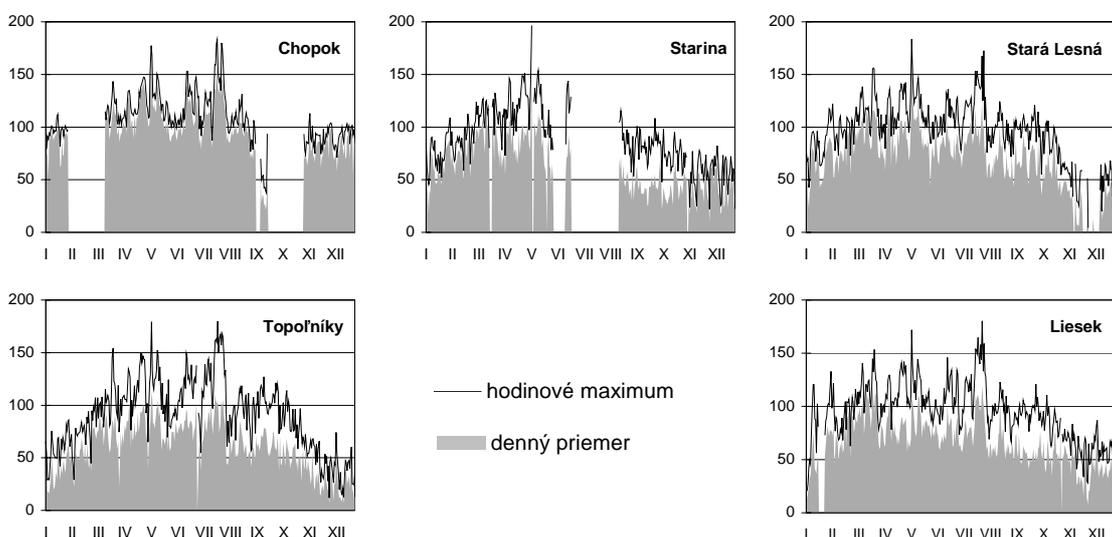 Chopok
200
150
100
50
0
I II III IV V VI VII VIII IX X XI XII
Starina
200
150
100
50
0
I II III IV V VI VII VIII IX X XI XII
Stará Lesná
200
150
100
50
0
I II III IV V VI VII VIII IX X XI XII
Topoľníky
200
150
100
50
0
I II III IV V VI VII VIII IX X XI XII
hodinové maximum
denný priemer
Liesek
200
150
100
50
0
I II III IV V VI VII VIII IX X XI XII